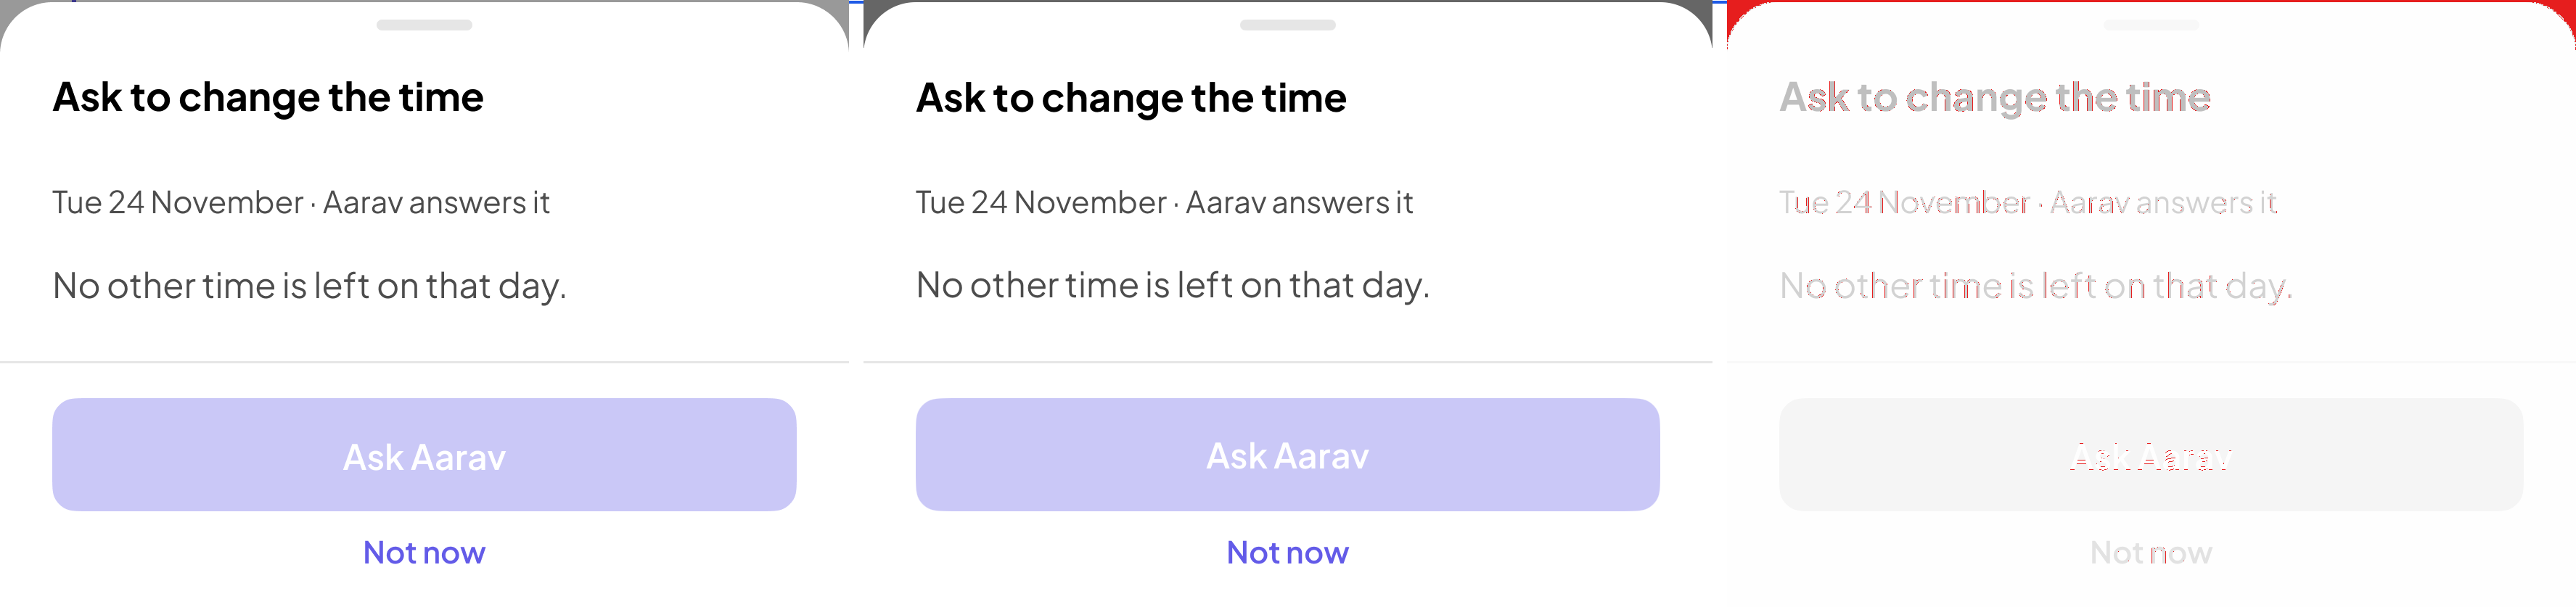 Ask to change the time
Tue 24 November · Aarav answers it
No other time is left on that day.
Ask Aarav
Not now
Ask to change the time
Tue 24 November · Aarav answers it
No other time is left on that day.
Ask Aarav
Not now
Ask to change the time
Tue 24 November · Aarav answers it
No other time is left on that day.
Ask Aarav
Not now